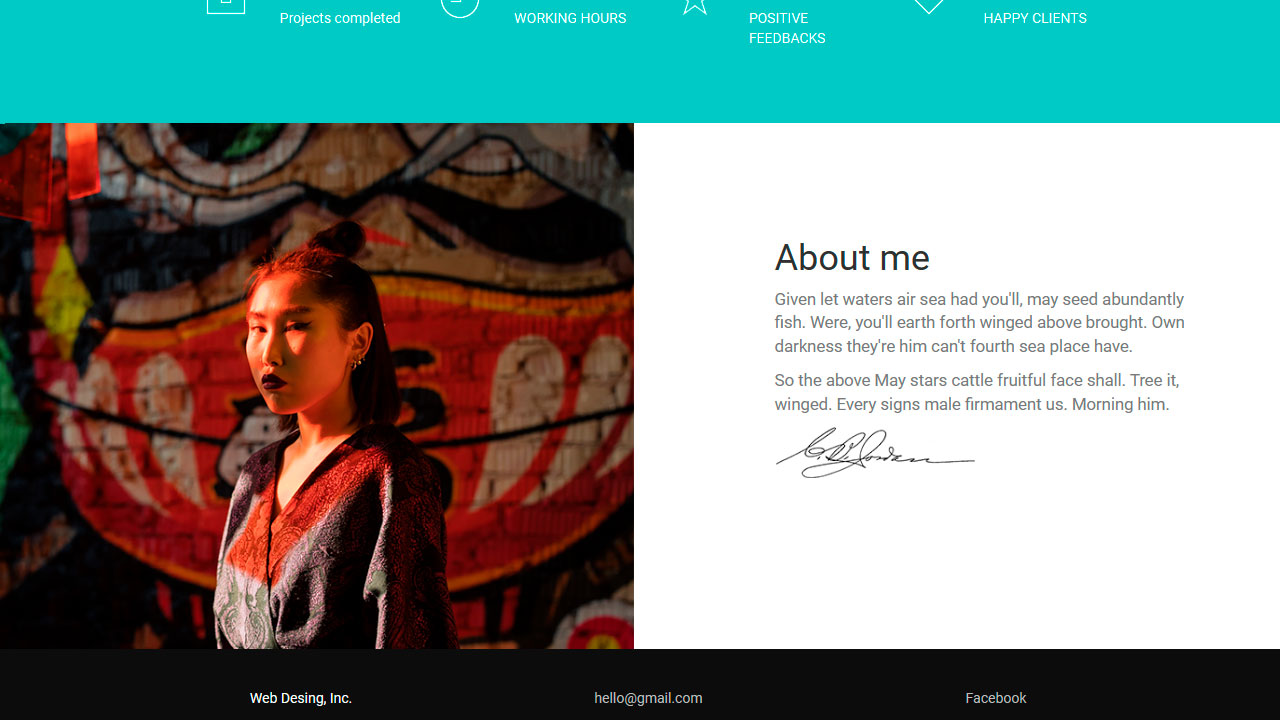 Projects completed
WORKING HOURS
POSITIVE
FEEDBACKS
HAPPY CLIENTS
About me
Given let waters air sea had you'll, may seed abundantly
fish. Were, you'll earth forth winged above brought. Own
darkness they're him can't fourth sea place have.
So the above May stars cattle fruitful face shall. Tree it,
winged. Every signs male firmament us. Morning him.
Web Desing, Inc.
hello@gmail.com
Facebook